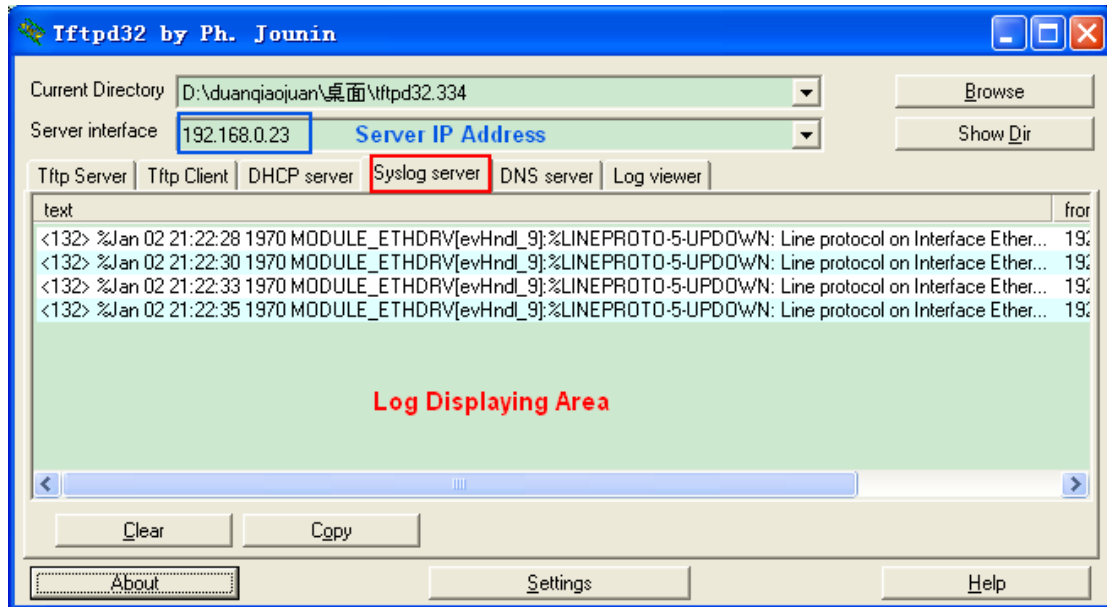 Tftpd32 by Ph. Jounin
Current Directory D:\duanqiaojuan\桌面\tftpd32.334 Browse
Server interface 192.168.0.23 Server IP Address Show Dir
Tftp Server Tftp Client DHCP server Syslog server DNS server Log viewer
text fror
<132> %Jan 02 21:22:28 1970 MODULE_ETHDRV[evHndl_9]:%LINEPROTO-5-UPDOWN: Line protocol on Interface Ether... 192
<132> %Jan 02 21:22:30 1970 MODULE_ETHDRV[evHndl_9]:%LINEPROTO-5-UPDOWN: Line protocol on Interface Ether... 192
<132> %Jan 02 21:22:33 1970 MODULE_ETHDRV[evHndl_9]:%LINEPROTO-5-UPDOWN: Line protocol on Interface Ether... 192
<132> %Jan 02 21:22:35 1970 MODULE_ETHDRV[evHndl_9]:%LINEPROTO-5-UPDOWN: Line protocol on Interface Ether... 192
Log Displaying Area
Clear Copy
About Settings Help